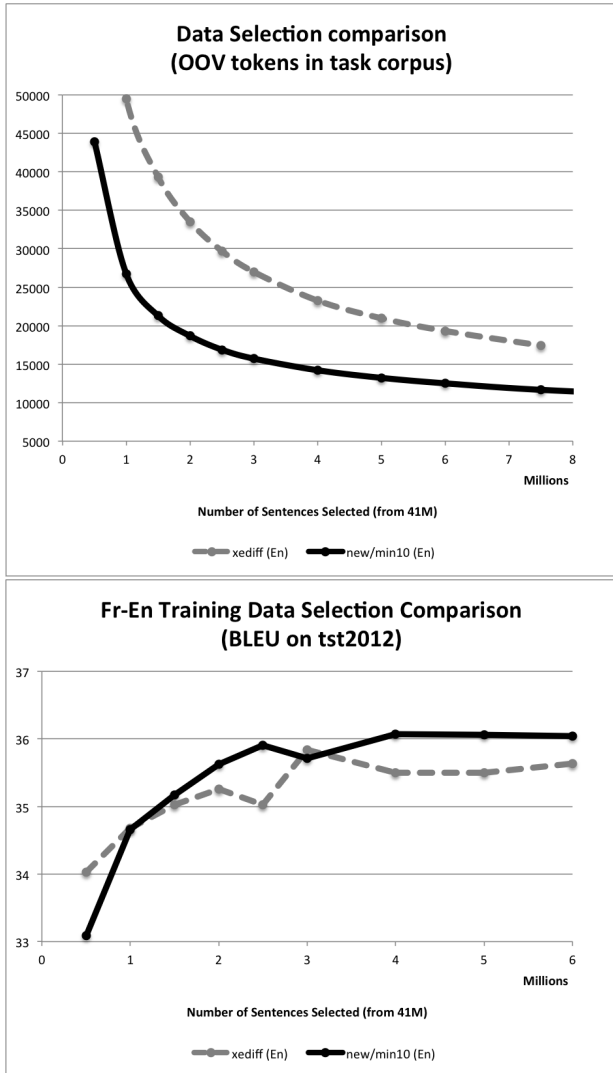 Data Selection comparison
(OOV tokens in task corpus)
50000
45000
40000
35000
30000
25000
20000
15000
10000
5000
0 1 2 3 4 5 6 7 8
Millions
Number of Sentences Selected (from 41M)
xediff (En) new/min10 (En)
Fr-En Training Data Selection Comparison
(BLEU on tst2012)
37
36
35
34
33
0 1 2 3 4 5 6
Millions
Number of Sentences Selected (from 41M)
xediff (En) new/min10 (En)